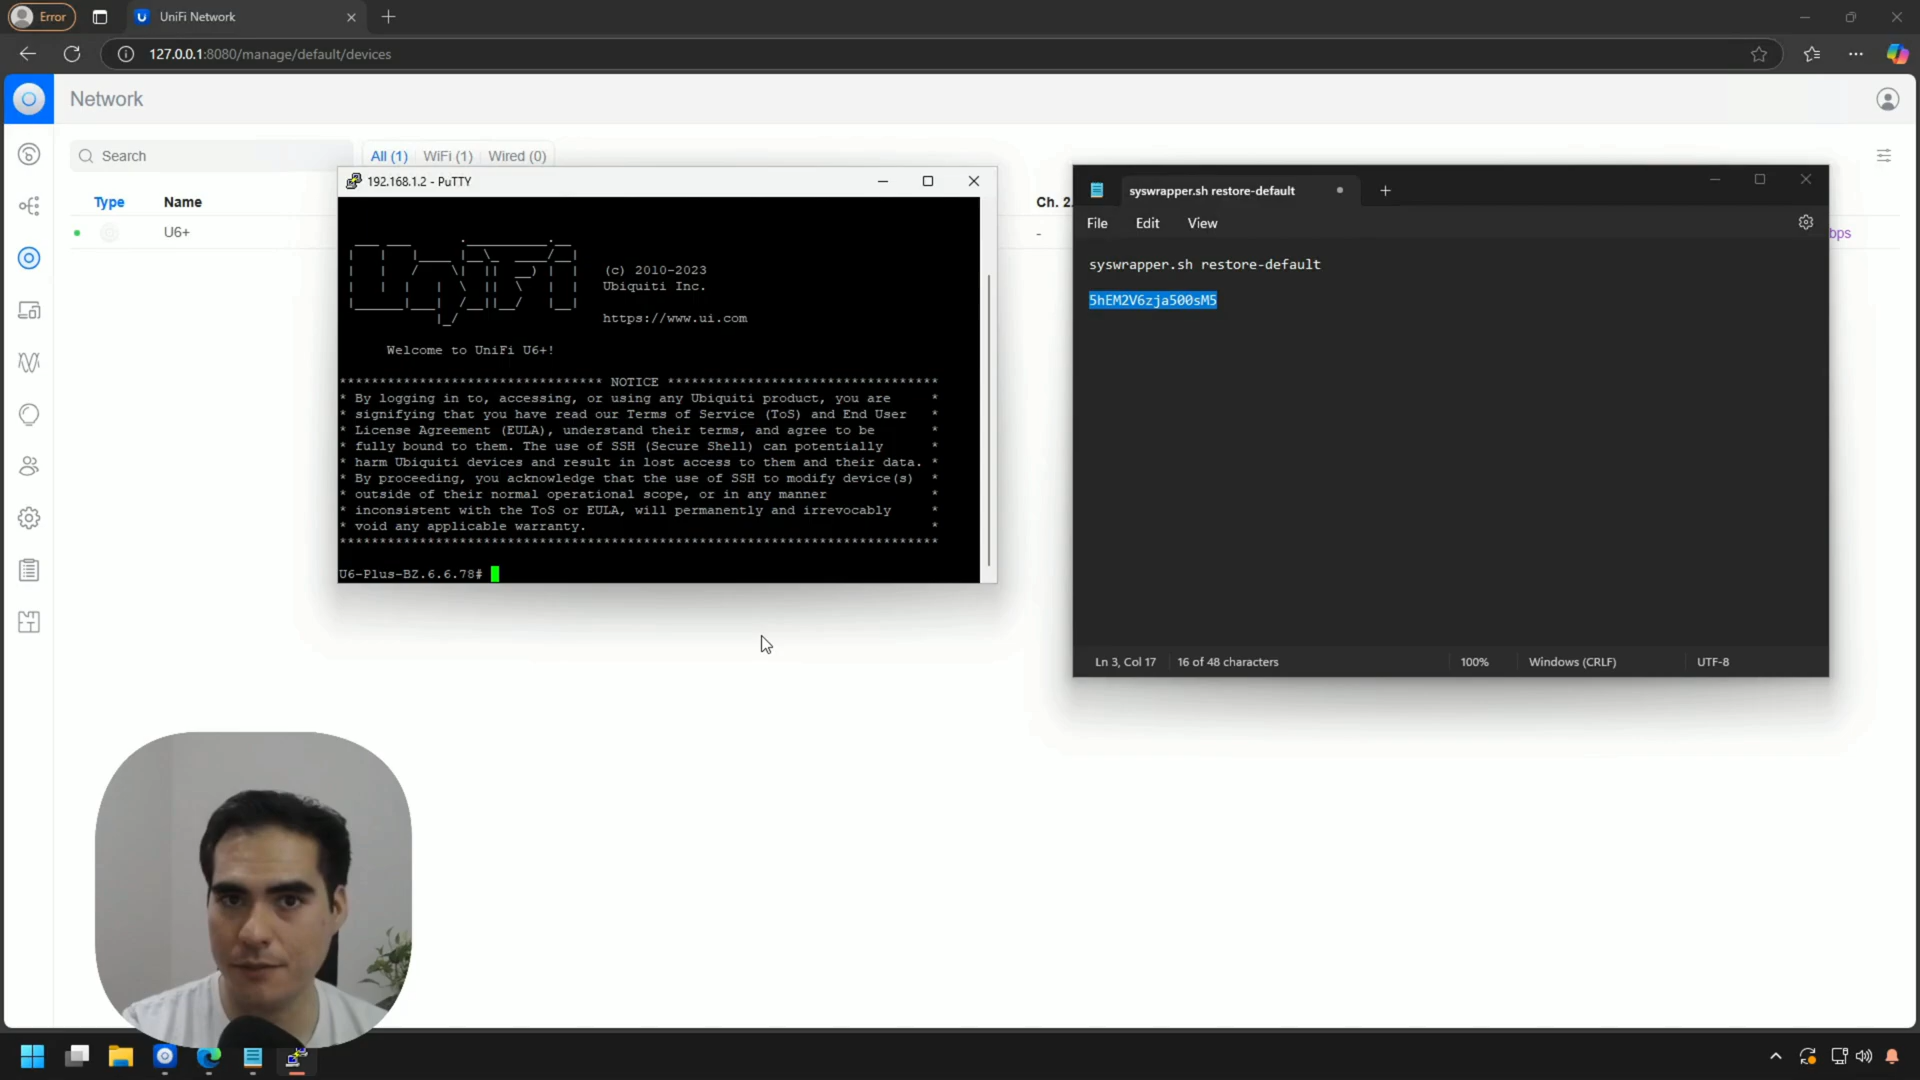 Error
UniFi Network
127.0.0.1:8080/manage/default/devices
Network
Search
All (1) WiFi (1) Wired (0)
Type Name
Ch. 2.
U6+
-
bps
192.168.1.2 - PuTTY
UniFi
(c) 2010-2023
Ubiquiti Inc.
https://www.ui.com
Welcome to UniFi U6+!
********************************* NOTICE **********************************
* By logging in to, accessing, or using any Ubiquiti product, you are *
* signifying that you have read our Terms of Service (ToS) and End User *
* License Agreement (EULA), understand their terms, and agree to be *
* fully bound to them. The use of SSH (Secure Shell) can potentially *
* harm Ubiquiti devices and result in lost access to them and their data. *
* By proceeding, you acknowledge that the use of SSH to modify device(s) *
* outside of their normal operational scope, or in any manner *
* inconsistent with the ToS or EULA, will permanently and irrevocably *
* void any applicable warranty. *
***************************************************************************
U6-Plus-BZ.6.6.78#
syswrapper.sh restore-default
File Edit View
syswrapper.sh restore-default
5hEM2V6zja500sM5
Ln 3, Col 17 16 of 48 characters 100% Windows (CRLF) UTF-8